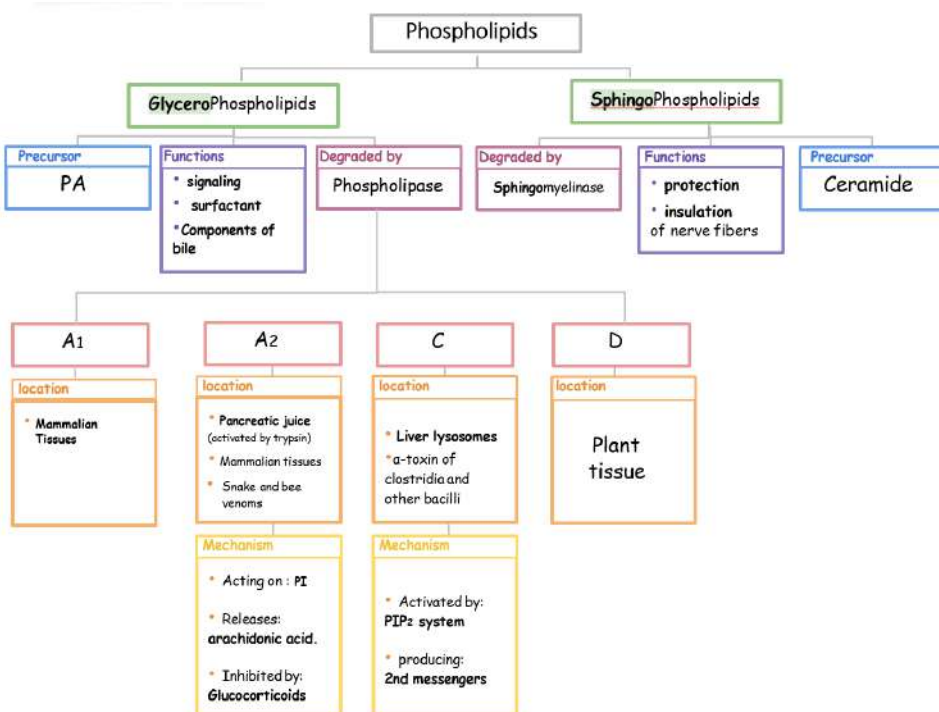 Phospholipids
GlyceroPhospholipids
SphingoPhospholipids
Precursor
PA
Functions
• signaling
• surfactant
•Components of
bile
Degraded by
Phospholipase
Degraded by
Sphingomyelinase
Functions
• protection
• insulation
of nerve fibers
Precursor
Ceramide
A1
A2
C
D
location
• Mammalian
Tissues
location
• Pancreatic juice
(activated by trypsin)
• Mammalian tissues
• Snake and bee
venoms
location
• Liver lysosomes
•α-toxin of
clostridia and
other bacilli
location
Plant
tissue
Mechanism
• Acting on : PI
• Releases:
arachidonic acid.
• Inhibited by:
Glucocorticoids
Mechanism
• Activated by:
PIP2 system
• producing:
2nd messengers